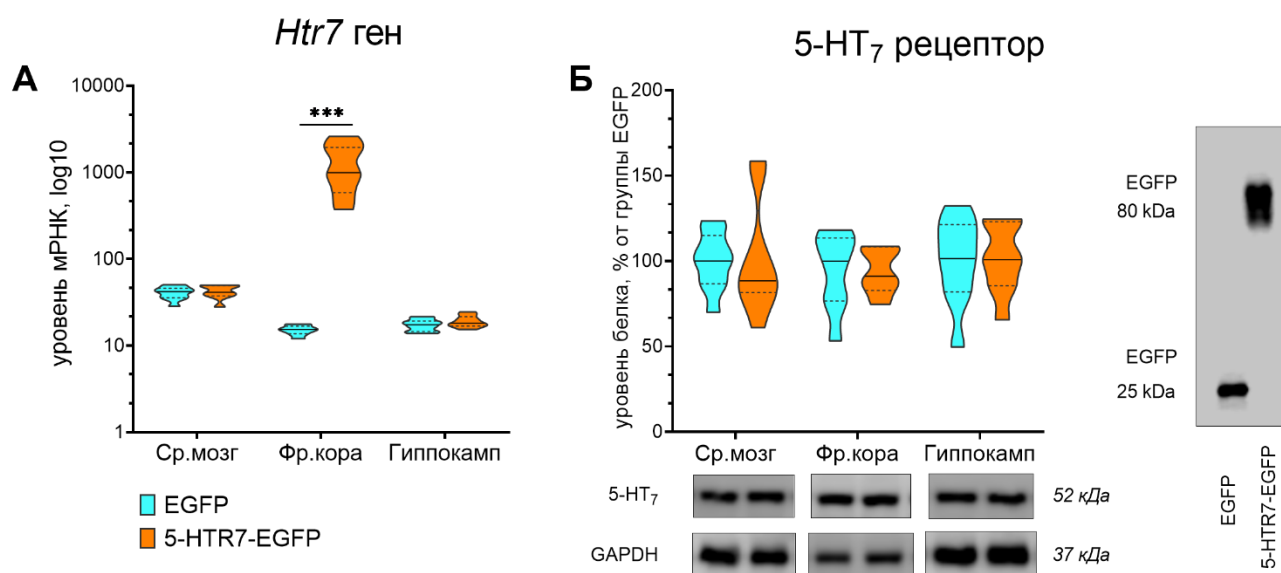 Htr7 ген
5-HT7 рецептор
А
Б
уровень мРНК, log10
10000
1000
100
10
1
***
Ср.мозг
Фр.кора
Гиппокамп
EGFP
5-HTR7-EGFP
уровень белка, % от группы EGFP
200
150
100
50
0
Ср.мозг
Фр.кора
Гиппокамп
5-HT7
52 кДа
GAPDH
37 кДа
EGFP
80 kDa
EGFP
25 kDa
EGFP
5-HTR7-EGFP